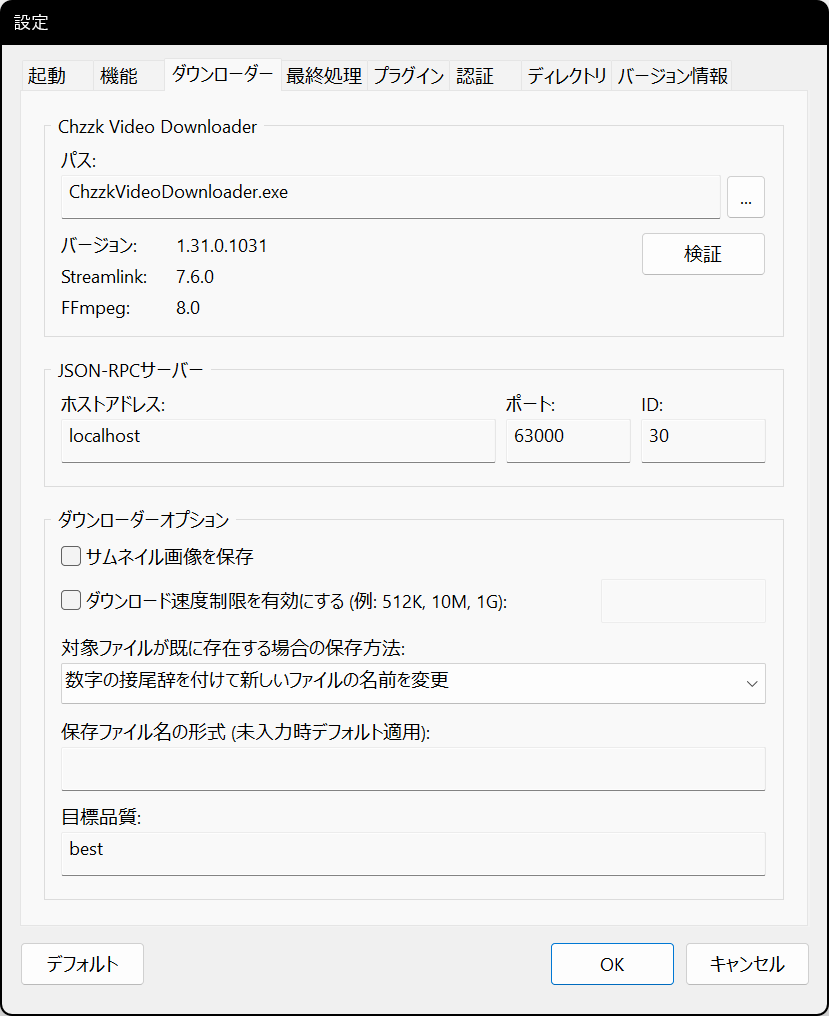 設定
起動 機能 ダウンローダー 最終処理 プラグイン 認証 ディレクトリ バージョン情報
Chzzk Video Downloader
パス:
ChzzkVideoDownloader.exe
...
バージョン: 1.31.0.1031
検証
Streamlink: 7.6.0
FFmpeg: 8.0
JSON-RPCサーバー
ホストアドレス: ポート: ID:
localhost 63000 30
ダウンローダーオプション
サムネイル画像を保存
ダウンロード速度制限を有効にする (例: 512K, 10M, 1G):
対象ファイルが既に存在する場合の保存方法:
数字の接尾辞を付けて新しいファイルの名前を変更
保存ファイル名の形式 (未入力時デフォルト適用):
目標品質:
best
デフォルト OK キャンセル